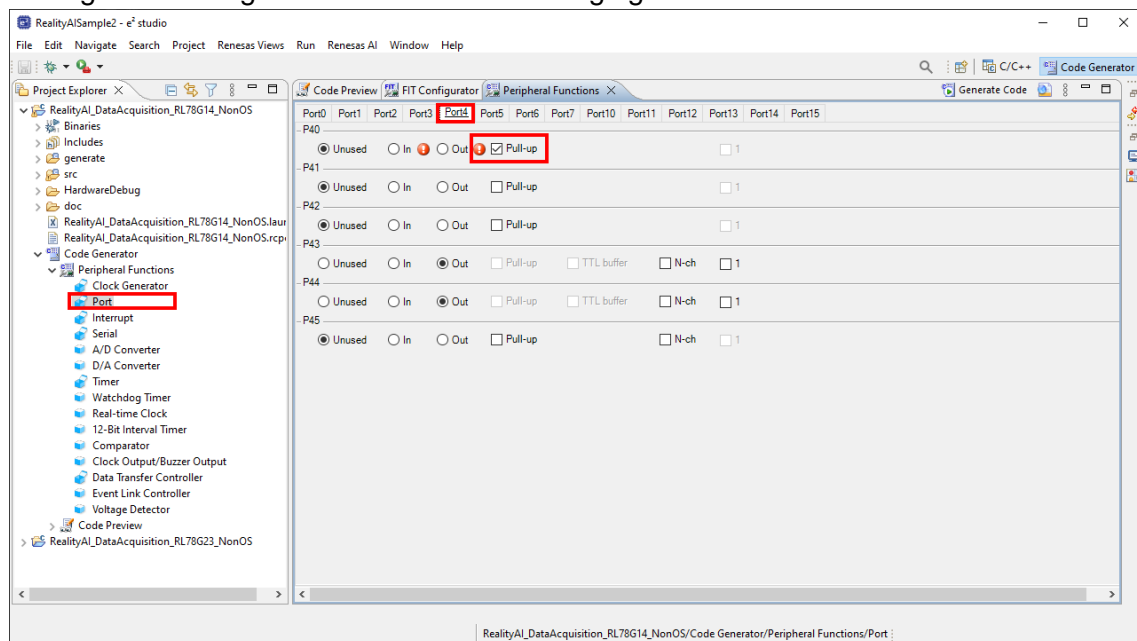 RealityAISample2 - e² studio
File Edit Navigate Search Project Renesas Views Run Renesas AI Window Help
C/C++ Code Generator
Project Explorer
Code Preview FIT Configurator Peripheral Functions Generate Code
RealityAI_DataAcquisition_RL78G14_NonOS
Binaries
Includes
generate
src
HardwareDebug
doc
RealityAI_DataAcquisition_RL78G14_NonOS.laur
RealityAI_DataAcquisition_RL78G14_NonOS.rcp
Code Generator
Peripheral Functions
Clock Generator
Port
Interrupt
Serial
A/D Converter
D/A Converter
Timer
Watchdog Timer
Real-time Clock
12-Bit Interval Timer
Comparator
Clock Output/Buzzer Output
Data Transfer Controller
Event Link Controller
Voltage Detector
Code Preview
RealityAI_DataAcquisition_RL78G23_NonOS
Port0 Port1 Port2 Port3 Port4 Port5 Port6 Port7 Port10 Port11 Port12 Port13 Port14 Port15
P40
Unused In Out Pull-up 1
P41
Unused In Out Pull-up 1
P42
Unused In Out Pull-up 1
P43
Unused In Out Pull-up TTL buffer N-ch 1
P44
Unused In Out Pull-up TTL buffer N-ch 1
P45
Unused In Out Pull-up N-ch 1
RealityAI_DataAcquisition_RL78G14_NonOS/Code Generator/Peripheral Functions/Port